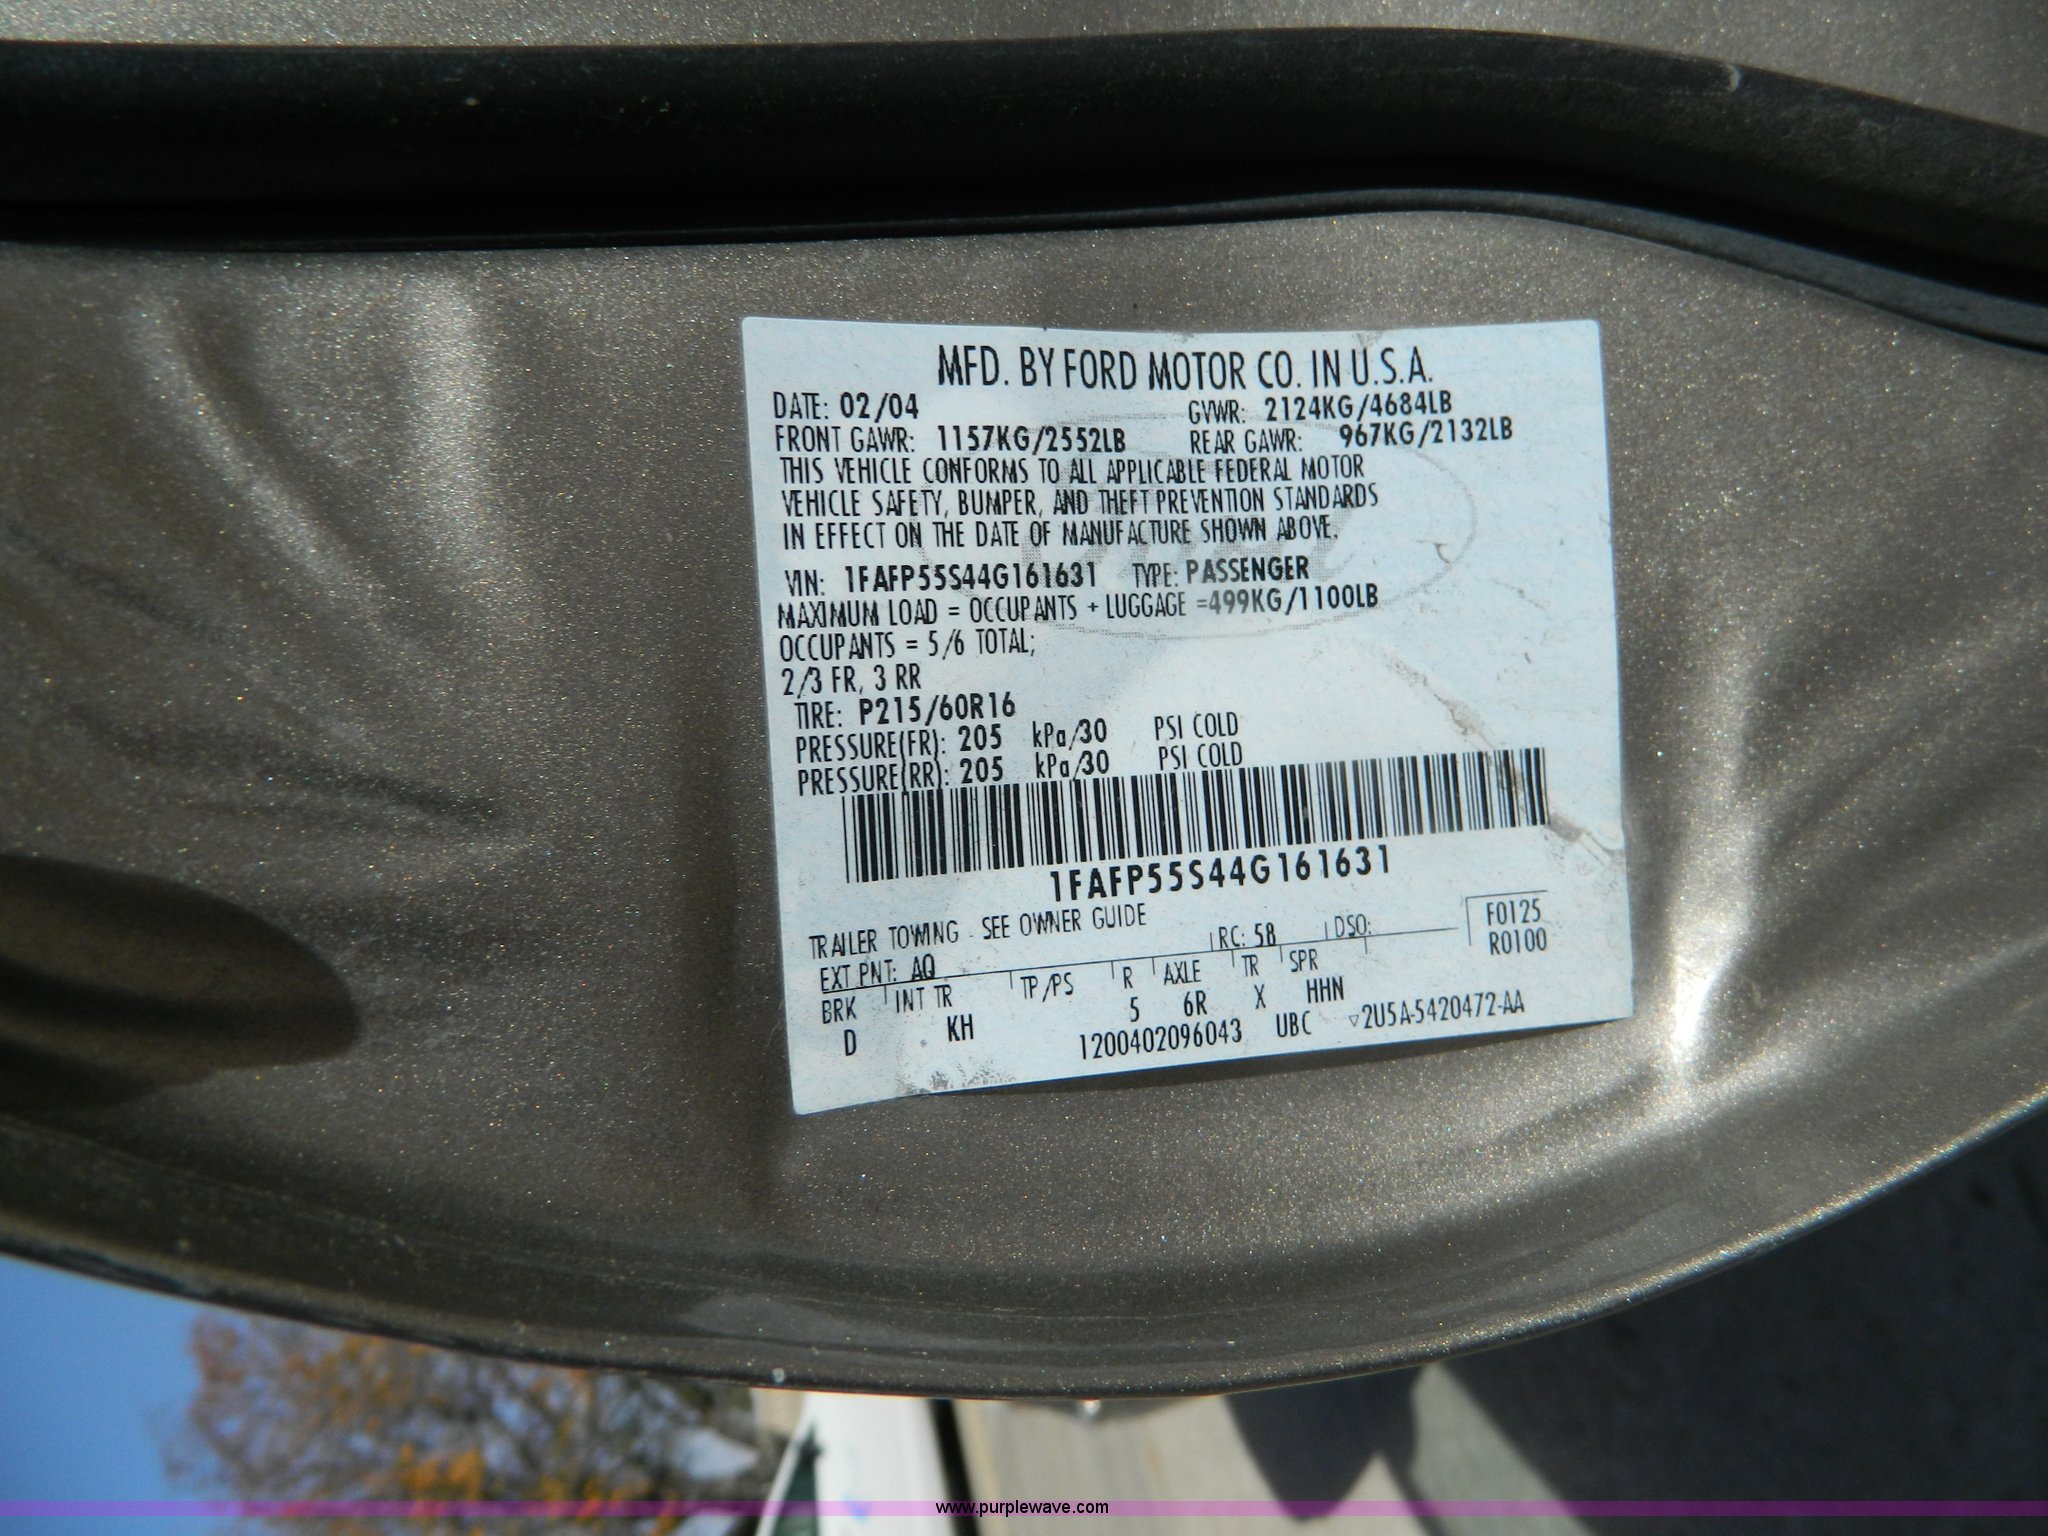 MFD. BY FORD MOTOR CO. IN U.S.A.
DATE: 02/04 GVWR: 2124KG/4684LB
FRONT GAWR: 1157KG/2552LB REAR GAWR: 967KG/2132LB
THIS VEHICLE CONFORMS TO ALL APPLICABLE FEDERAL MOTOR
VEHICLE SAFETY, BUMPER, AND THEFT PREVENTION STANDARDS
IN EFFECT ON THE DATE OF MANUFACTURE SHOWN ABOVE.
VIN: 1FAFP55S44G161631 TYPE: PASSENGER
MAXIMUM LOAD = OCCUPANTS + LUGGAGE =499KG/1100LB
OCCUPANTS = 5/6 TOTAL;
2/3 FR, 3 RR
TIRE: P215/60R16
PRESSURE(FR): 205 kPa/30 PSI COLD
PRESSURE(RR): 205 kPa/30 PSI COLD
1FAFP55S44G161631
TRAILER TOWING - SEE OWNER GUIDE
EXT PNT: AQ RC: 58 DSO: F0125
R0100
BRK INT TR TP/PS R AXLE TR SPR
D KH 5 6R X HHN
1200402096043 UBC ▽2U5A-5420472-AA
www.purplewave.com